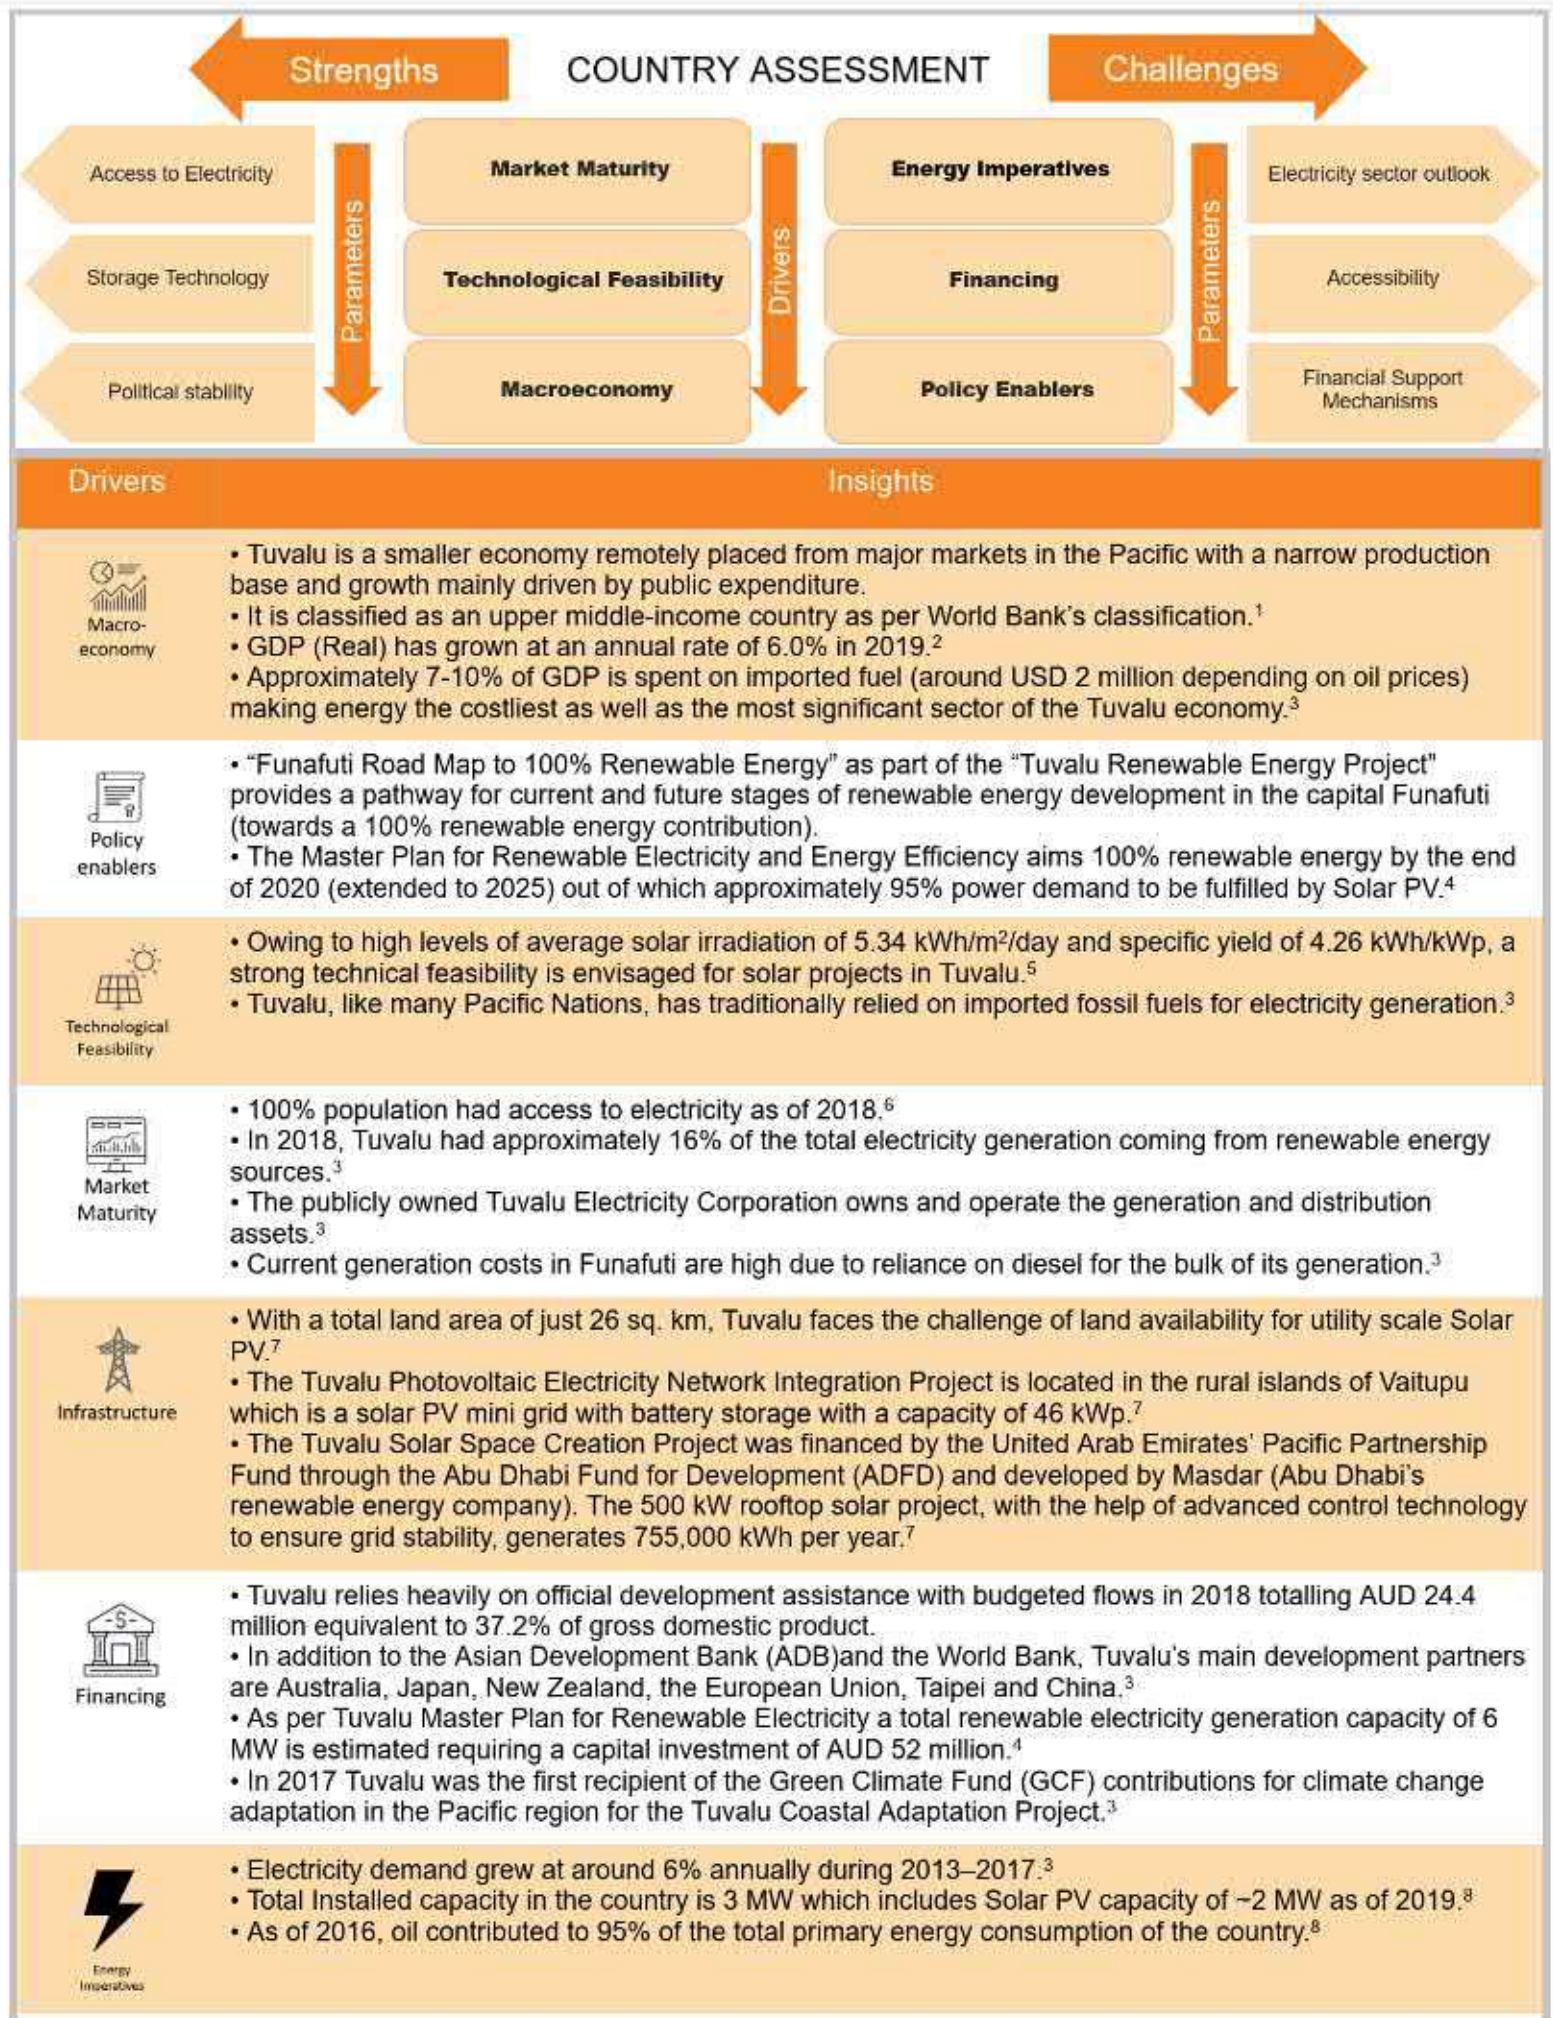 Strengths
COUNTRY ASSESSMENT
Challenges
Access to Electricity
Storage Technology
Political stability
Parameters
Market Maturity
Technological Feasibility
Macroeconomy
Drivers
Energy Imperatives
Financing
Policy Enablers
Parameters
Electricity sector outlook
Accessibility
Financial Support
Mechanisms
Drivers
Insights
Macro-
economy
• Tuvalu is a smaller economy remotely placed from major markets in the Pacific with a narrow production
base and growth mainly driven by public expenditure.
• It is classified as an upper middle-income country as per World Bank's classification.¹
• GDP (Real) has grown at an annual rate of 6.0% in 2019.²
• Approximately 7-10% of GDP is spent on imported fuel (around USD 2 million depending on oil prices)
making energy the costliest as well as the most significant sector of the Tuvalu economy.³
Policy
enablers
• “Funafuti Road Map to 100% Renewable Energy” as part of the “Tuvalu Renewable Energy Project"
provides a pathway for current and future stages of renewable energy development in the capital Funafuti
(towards a 100% renewable energy contribution).
• The Master Plan for Renewable Electricity and Energy Efficiency aims 100% renewable energy by the end
of 2020 (extended to 2025) out of which approximately 95% power demand to be fulfilled by Solar PV.⁴
Technological
Feasibility
• Owing to high levels of average solar irradiation of 5.34 kWh/m²/day and specific yield of 4.26 kWh/kWp, a
strong technical feasibility is envisaged for solar projects in Tuvalu.⁵
• Tuvalu, like many Pacific Nations, has traditionally relied on imported fossil fuels for electricity generation.³
Market
Maturity
• 100% population had access to electricity as of 2018.⁶
• In 2018, Tuvalu had approximately 16% of the total electricity generation coming from renewable energy
sources.³
• The publicly owned Tuvalu Electricity Corporation owns and operate the generation and distribution
assets.³
• Current generation costs in Funafuti are high due to reliance on diesel for the bulk of its generation.³
Infrastructure
• With a total land area of just 26 sq. km, Tuvalu faces the challenge of land availability for utility scale Solar
PV.⁷
• The Tuvalu Photovoltaic Electricity Network Integration Project is located in the rural islands of Vaitupu
which is a solar PV mini grid with battery storage with a capacity of 46 kWp.⁷
• The Tuvalu Solar Space Creation Project was financed by the United Arab Emirates' Pacific Partnership
Fund through the Abu Dhabi Fund for Development (ADFD) and developed by Masdar (Abu Dhabi's
renewable energy company). The 500 kW rooftop solar project, with the help of advanced control technology
to ensure grid stability, generates 755,000 kWh per year.⁷
-$-
Financing
• Tuvalu relies heavily on official development assistance with budgeted flows in 2018 totalling AUD 24.4
million equivalent to 37.2% of gross domestic product.
• In addition to the Asian Development Bank (ADB)and the World Bank, Tuvalu's main development partners
are Australia, Japan, New Zealand, the European Union, Taipei and China.³
• As per Tuvalu Master Plan for Renewable Electricity a total renewable electricity generation capacity of 6
MW is estimated requiring a capital investment of AUD 52 million.⁴
• In 2017 Tuvalu was the first recipient of the Green Climate Fund (GCF) contributions for climate change
adaptation in the Pacific region for the Tuvalu Coastal Adaptation Project.³
Energy
Imperatives
• Electricity demand grew at around 6% annually during 2013–2017.³
• Total Installed capacity in the country is 3 MW which includes Solar PV capacity of ~2 MW as of 2019.⁸
• As of 2016, oil contributed to 95% of the total primary energy consumption of the country.⁸